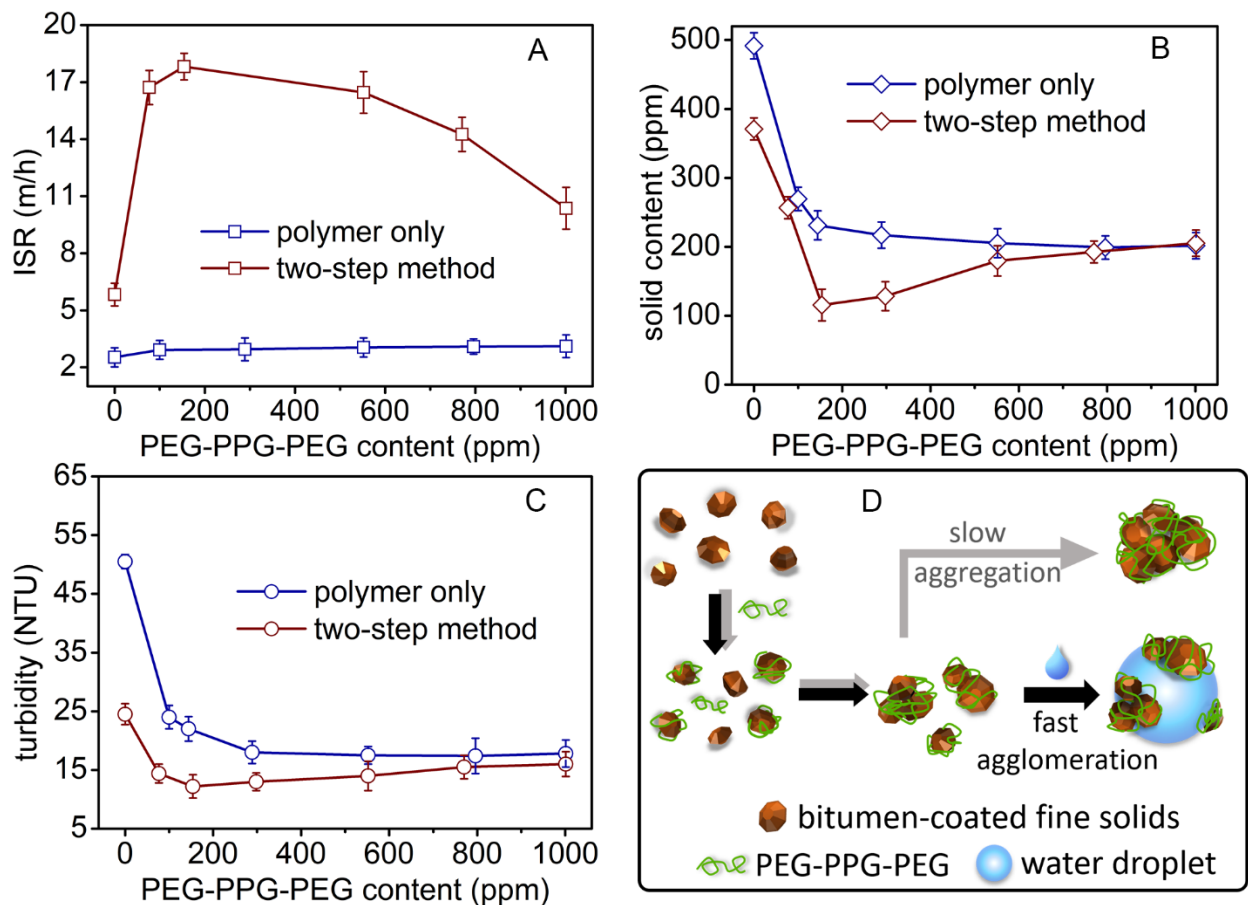 A
17
14
11
8
5
2
ISR (m/h)
polymer only
two-step method
0 200 400 600 800 1000
PEG-PPG-PEG content (ppm)
B
500
400
300
200
100
0
solid content (ppm)
polymer only
two-step method
0 200 400 600 800 1000
PEG-PPG-PEG content (ppm)
C
65
55
45
35
25
15
5
turbidity (NTU)
polymer only
two-step method
0 200 400 600 800 1000
PEG-PPG-PEG content (ppm)
D
slow
aggregation
fast
agglomeration
bitumen-coated fine solids
PEG-PPG-PEG water droplet